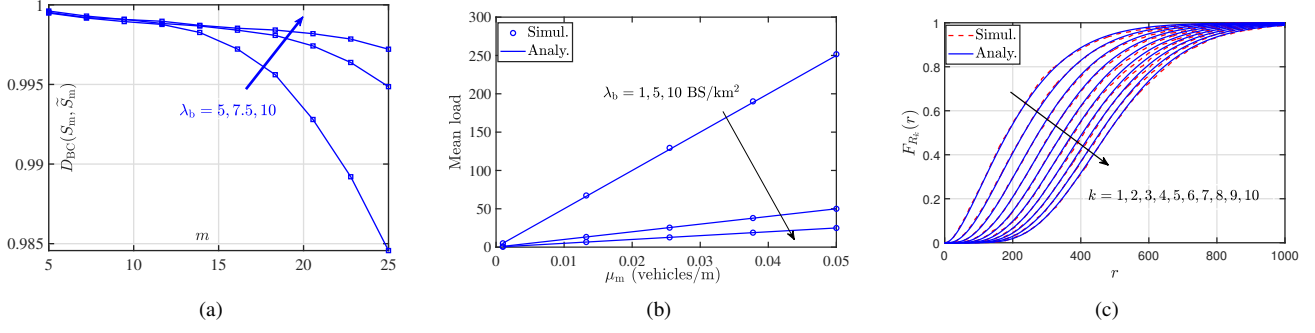 1
0.995
0.99
0.985
5
10
15
20
25
D_BC(S_m, S̃_m)
m
λ_b = 5, 7.5, 10
(a)
300
250
200
150
100
50
0
0
0.01
0.02
0.03
0.04
0.05
Mean load
μ_m (vehicles/m)
Simul.
Analy.
λ_b = 1, 5, 10 BS/km²
(b)
1
0.8
0.6
0.4
0.2
0
0
200
400
600
800
1000
F_{R_k}(r)
r
Simul.
Analy.
k = 1, 2, 3, 4, 5, 6, 7, 8, 9, 10
(c)